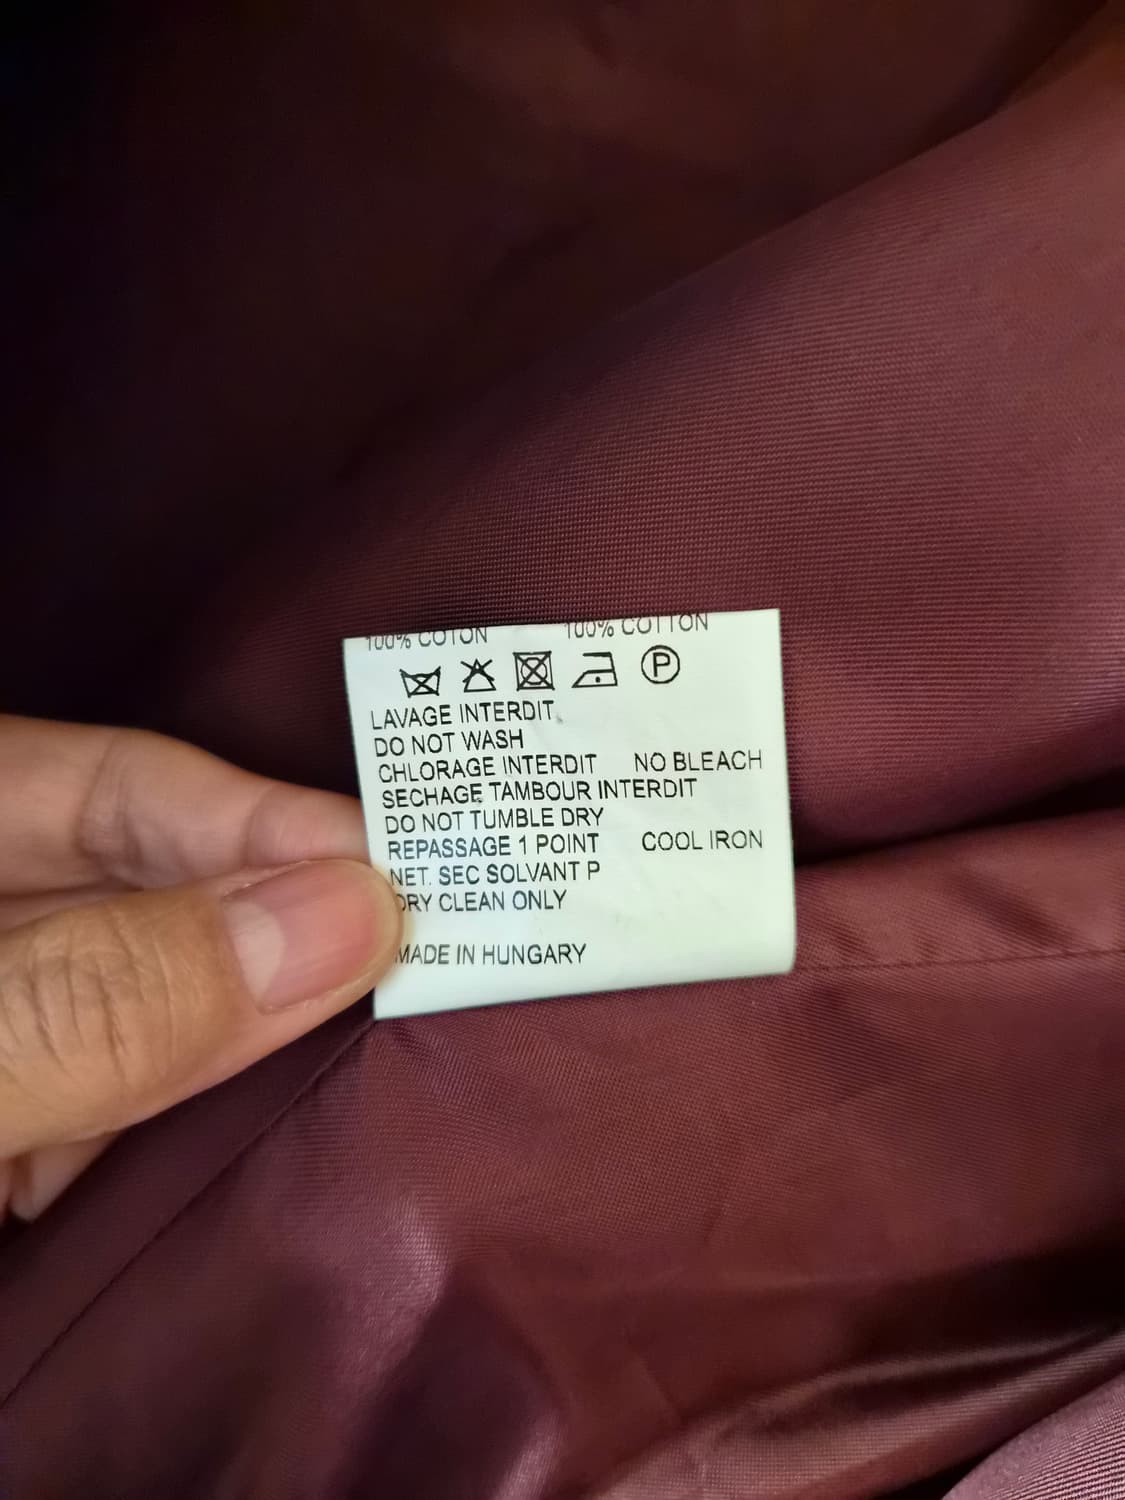 100% COTON 100% COTTON
P
LAVAGE INTERDIT
DO NOT WASH
CHLORAGE INTERDIT NO BLEACH
SECHAGE TAMBOUR INTERDIT
DO NOT TUMBLE DRY
REPASSAGE 1 POINT COOL IRON
NET. SEC SOLVANT P
DRY CLEAN ONLY
MADE IN HUNGARY